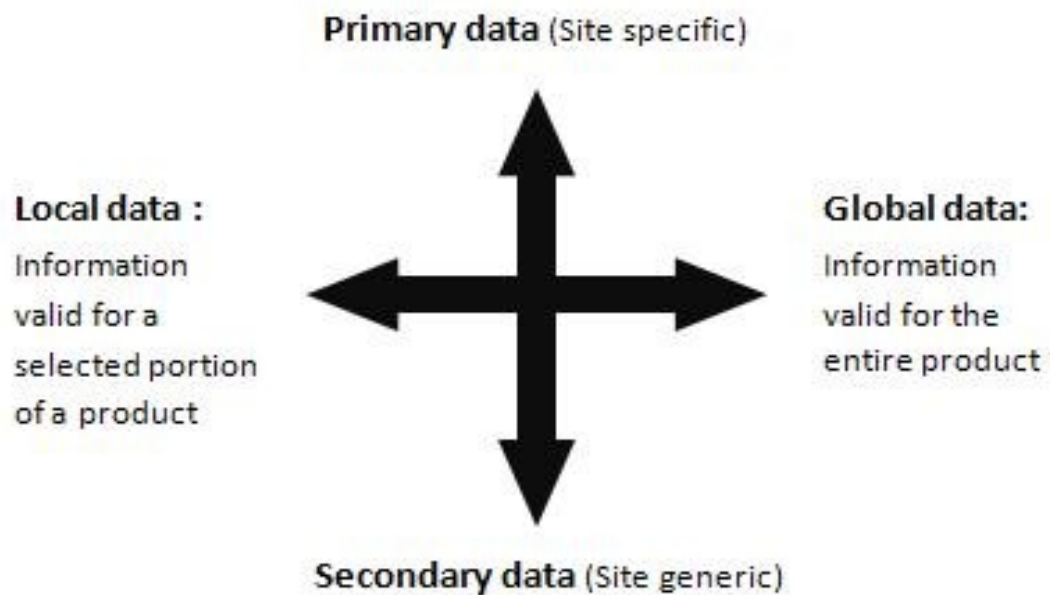 Primary data (Site specific)
Local data :
Information
valid for a
selected portion
of a product
Global data:
Information
valid for the
entire product
Secondary data (Site generic)